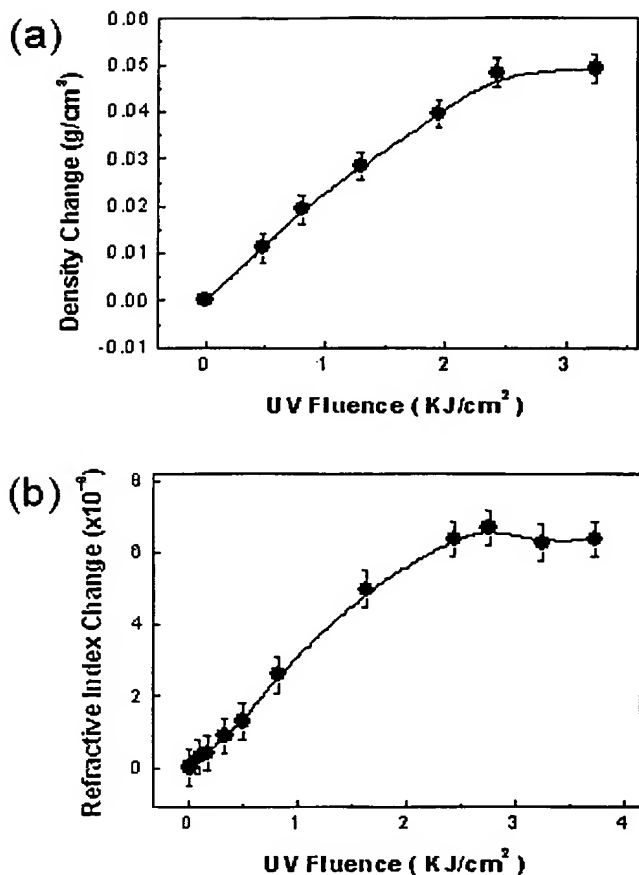 (a)
0.06
0.05
0.04
0.03
0.02
0.01
0.00
-0.01
Density Change (g/cm³)
0 1 2 3
UV Fluence ( KJ/cm² )
(b)
8
6
4
2
0
Refractive Index Change
0 1 2 3 4
UV Fluence ( KJ/cm² )